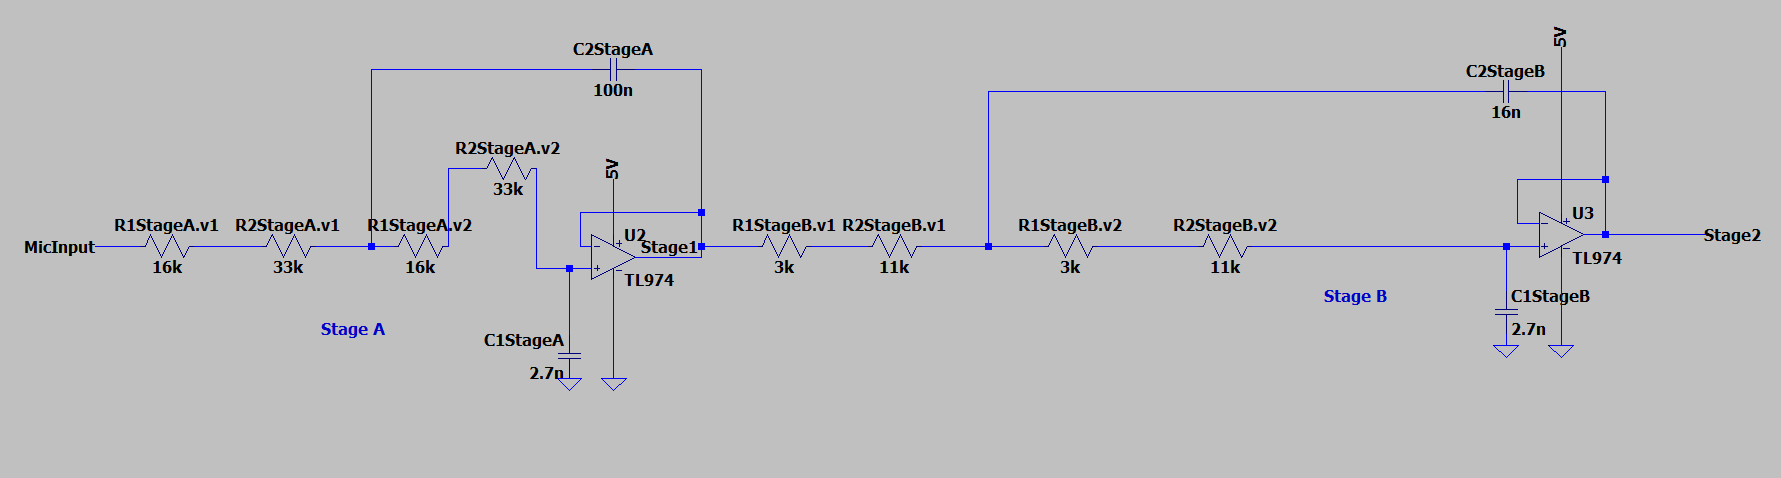 C2StageA
100n
5V
C2StageB
16n
R2StageA.v2
33k
5V
R1StageA.v1
R2StageA.v1
R1StageA.v2
U2
TL974
Stage1
R1StageB.v1
R2StageB.v1
R1StageB.v2
R2StageB.v2
U3
TL974
MicInput
16k
33k
16k
3k
11k
3k
11k
Stage2
Stage A
Stage B
C1StageA
2.7n
C1StageB
2.7n